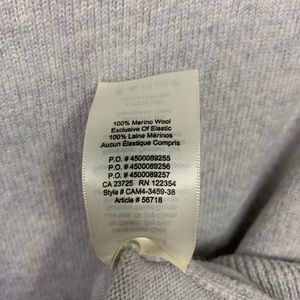 100% Merino Wool
Exclusive Of Elastic
100% Laine Mérinos
Aucun Élastique Compris
P.O. # 4500089255
P.O. # 4500089256
P.O. # 4500089257
CA 23725 RN 122354
Style # CAM4-3459-38
Article # 56718